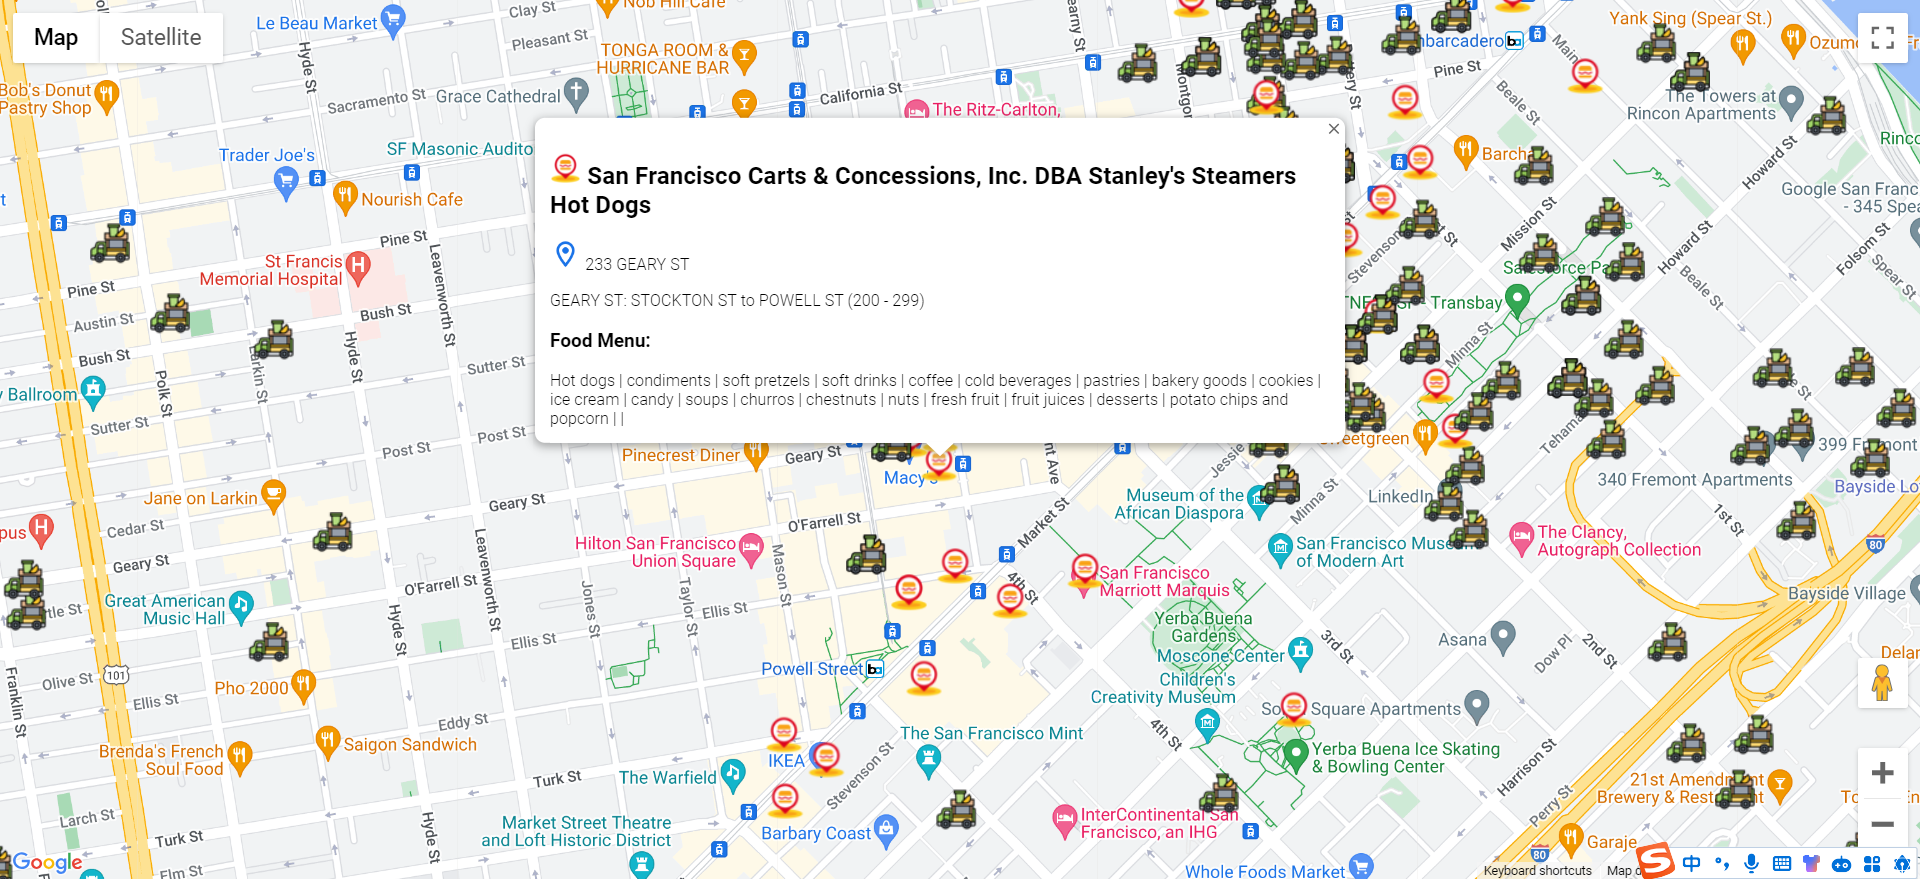 Map
Satellite
Le Beau Market
Clay St
Nob Hill Cafe
Pleasant St
TONGA ROOM &
HURRICANE BAR
Bob's Donut
Pastry Shop
Hyde St
Sacramento St
Grace Cathedral
California St
The Ritz-Carlton,
Pine St
Yank Sing (Spear St.)
Main
Beale St
The Towers at
Rincon Apartments
Howard St
Trader Joe's
SF Masonic Audito
Nourish Cafe
San Francisco Carts & Concessions, Inc. DBA Stanley's Steamers
Hot Dogs
233 GEARY ST
GEARY ST: STOCKTON ST to POWELL ST (200 - 299)
Food Menu:
Hot dogs | condiments | soft pretzels | soft drinks | coffee | cold beverages | pastries | bakery goods | cookies |
ice cream | candy | soups | churros | chestnuts | nuts | fresh fruit | fruit juices | desserts | potato chips and
popcorn | |
Google San Franc
- 345 Spea
Mission St
Howard St
Folsom St
Spear St
Stevenson
Beale St
Transbay
Minna St
Pine St
St Francis
Memorial Hospital
Leavenworth St
Pine St
Austin St
Bush St
Bush St
Larkin St
Hyde St
Sutter St
y Ballroom
Polk St
Sutter St
Post St
Post St
Pinecrest Diner
Geary St
Macy's
Sweetgreen
Tehama
399 Fremont
340 Fremont Apartments
Bayside Lo
Jessie
Minna St
LinkedIn
1st St
Jane on Larkin
Geary St
O'Farrell St
Market St
Museum of the
African Diaspora
pus
Cedar St
Geary St
Hilton San Francisco
Union Square
Mason St
Leavenworth St
San Francisco Muse
of Modern Art
The Clancy,
Autograph Collection
80
O'Farrell St
Jones St
Taylor St
Ellis St
4th St
San Francisco
Marriott Marquis
Bayside Village
Great American
Music Hall
Hyde St
Ellis St
Yerba Buena
Gardens
Moscone Center
3rd St
Asana
Dow Pl
2nd St
Franklin St
101
Olive St
Pho 2000
Ellis St
Eddy St
Powell Street
Children's
Creativity Museum
Square Apartments
4th St
Brenda's French
Soul Food
Saigon Sandwich
Turk St
The Warfield
IKEA
Stevenson St
The San Francisco Mint
Yerba Buena Ice Skating
& Bowling Center
Harrison St
Perry St
21st Amendm
Brewery & Rest
Larch St
Turk St
Hyde St
Market Street Theatre
and Loft Historic District
Barbary Coast
InterContinental San
Francisco, an IHG
Garaje
80
Elm St
Google
Whole Foods Market
Keyboard shortcuts
Map d
中